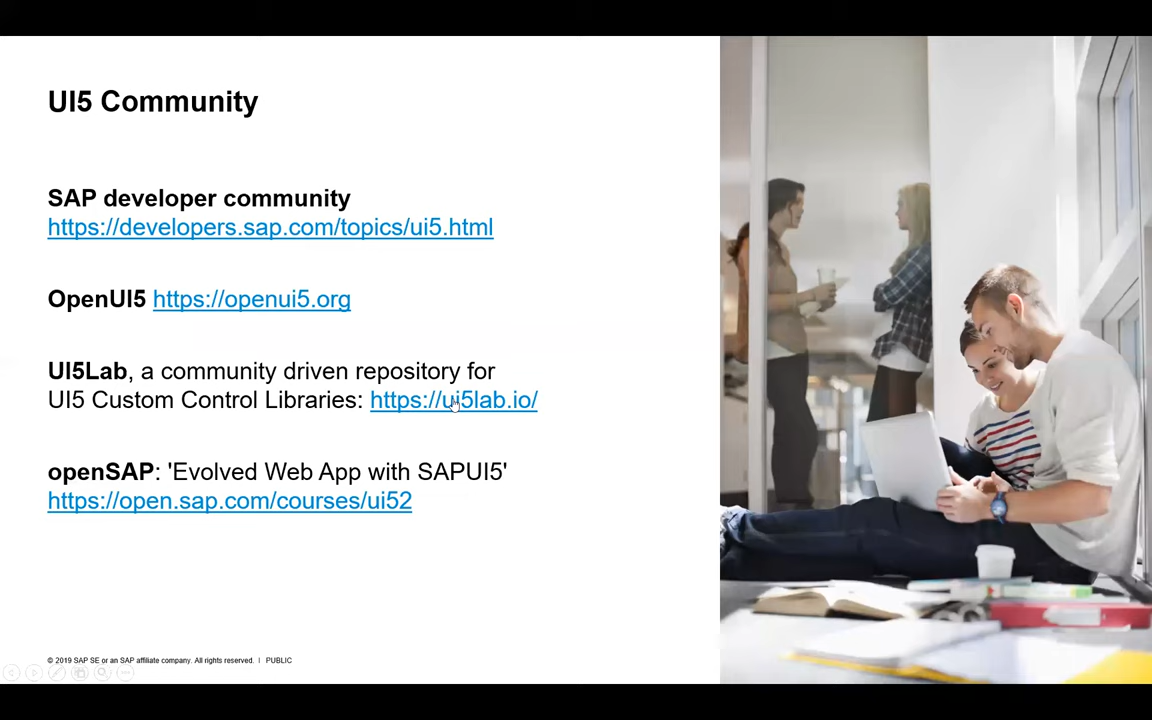 UI5 Community
SAP developer community
https://developers.sap.com/topics/ui5.html
OpenUI5 https://openui5.org
UI5Lab, a community driven repository for
UI5 Custom Control Libraries: https://ui5lab.io/
openSAP: 'Evolved Web App with SAPUI5'
https://open.sap.com/courses/ui52
© 2019 SAP SE or an SAP affiliate company. All rights reserved. | PUBLIC